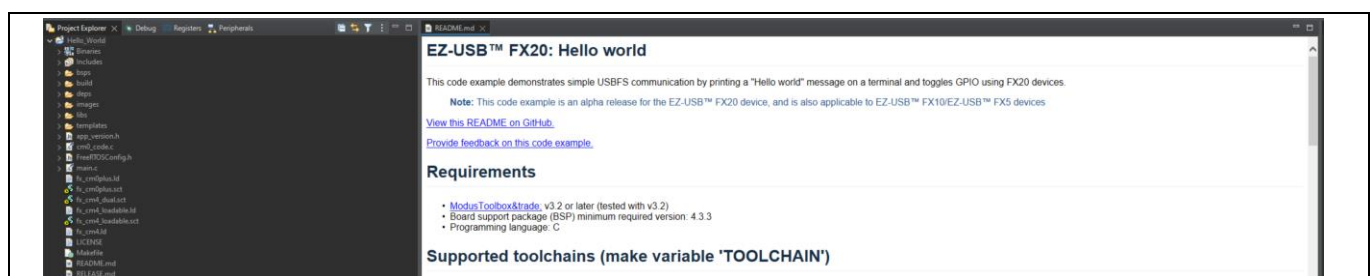 Project Explorer
Debug
Registers
Peripherals
Hello_World
Binaries
Includes
bsps
build
deps
images
libs
templates
app_version.h
cm0_code.c
FreeRTOSConfig.h
main.c
fx_cm0plus.ld
fx_cm0plus.sct
fx_cm4_dual.sct
fx_cm4_loadable.ld
fx_cm4_loadable.sct
fx_cm4.ld
LICENSE
Makefile
README.md
RELEASE.md
README.md
EZ-USB™ FX20: Hello world
This code example demonstrates simple USBFS communication by printing a "Hello world" message on a terminal and toggles GPIO using FX20 devices.
Note: This code example is an alpha release for the EZ-USB™ FX20 device, and is also applicable to EZ-USB™ FX10/EZ-USB™ FX5 devices
View this README on GitHub.
Provide feedback on this code example.
Requirements
• ModusToolbox&trade; v3.2 or later (tested with v3.2)
• Board support package (BSP) minimum required version: 4.3.3
• Programming language: C
Supported toolchains (make variable 'TOOLCHAIN')